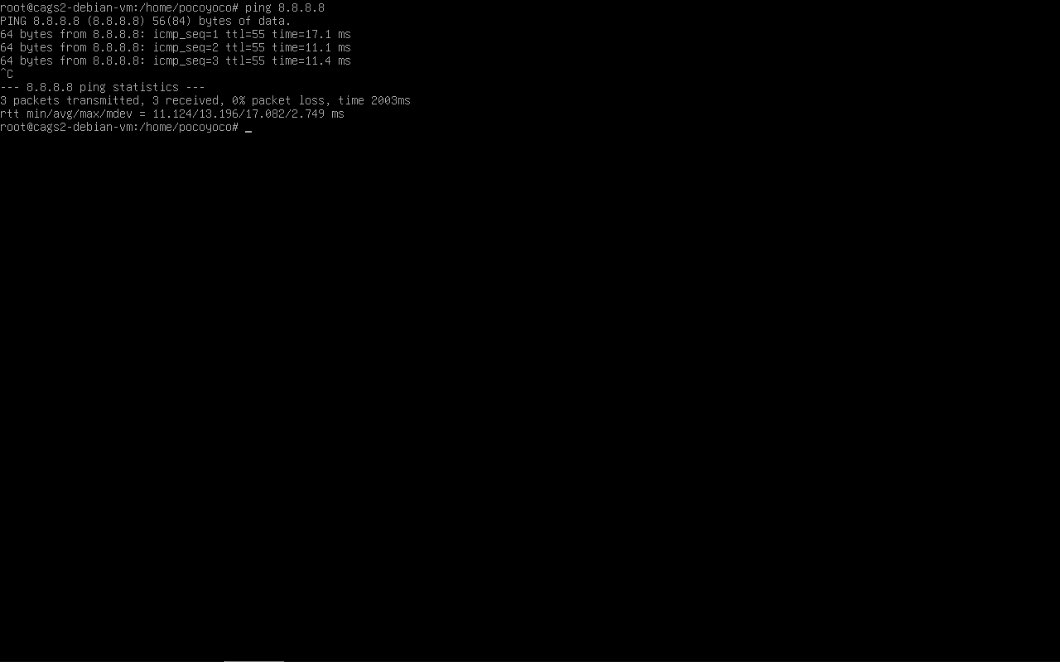 root@cags2-debian-vm:/home/pocoyoco# ping 8.8.8.8
PING 8.8.8.8 (8.8.8.8) 56(84) bytes of data.
64 bytes from 8.8.8.8: icmp_seq=1 ttl=55 time=17.1 ms
64 bytes from 8.8.8.8: icmp_seq=2 ttl=55 time=11.1 ms
64 bytes from 8.8.8.8: icmp_seq=3 ttl=55 time=11.4 ms
^C
--- 8.8.8.8 ping statistics ---
3 packets transmitted, 3 received, 0% packet loss, time 2003ms
rtt min/avg/max/mdev = 11.124/13.196/17.082/2.749 ms
root@cags2-debian-vm:/home/pocoyoco# _